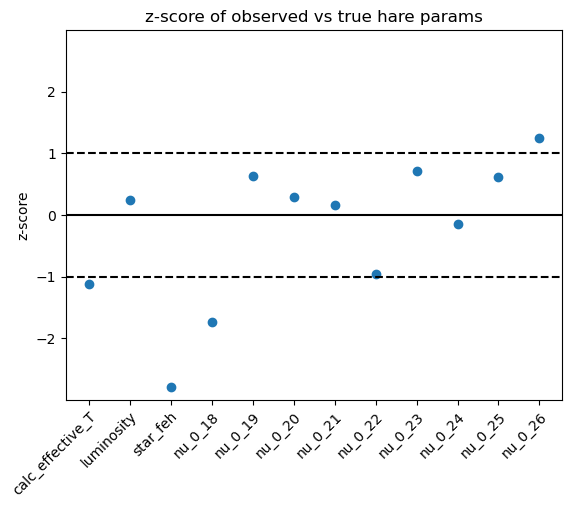 z-score of observed vs true hare params
z-score
2
1
0
−1
−2
calc_effective_T
luminosity
star_feh
nu_0_18
nu_0_19
nu_0_20
nu_0_21
nu_0_22
nu_0_23
nu_0_24
nu_0_25
nu_0_26